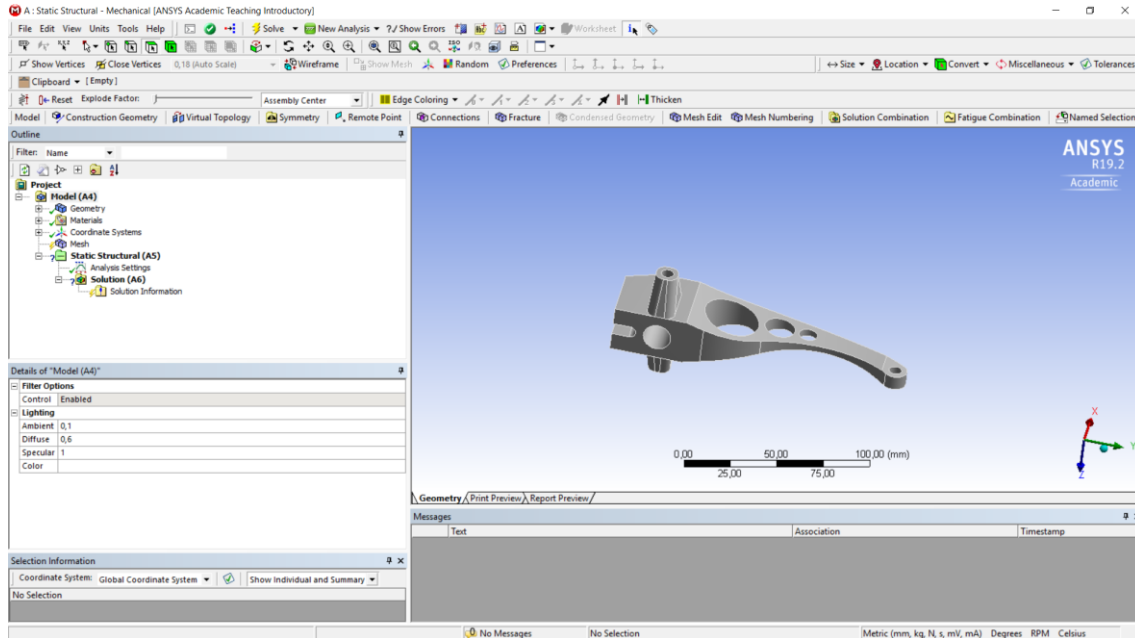 A : Static Structural - Mechanical [ANSYS Academic Teaching Introductory]
File Edit View Units Tools Help Solve New Analysis ?/ Show Errors Worksheet
Show Vertices Close Vertices 0,18 (Auto Scale) Wireframe Show Mesh Random Preferences Size Location Convert Miscellaneous Tolerances
Clipboard [Empty]
Reset Explode Factor: Assembly Center Edge Coloring Thicken
Model Construction Geometry Virtual Topology Symmetry Remote Point Connections Fracture Condensed Geometry Mesh Edit Mesh Numbering Solution Combination Fatigue Combination Named Selection
Outline
Filter: Name
Project
Model (A4)
Geometry
Materials
Coordinate Systems
Mesh
Static Structural (A5)
Analysis Settings
Solution (A6)
Solution Information
Details of "Model (A4)"
Filter Options
Control Enabled
Lighting
Ambient 0,1
Diffuse 0,6
Specular 1
Color
Selection Information
Coordinate System: Global Coordinate System Show Individual and Summary
No Selection
ANSYS
R19.2
Academic
0,00 50,00 100,00 (mm)
25,00 75,00
X
Y
Z
Geometry Print Preview Report Preview
Messages
Text Association Timestamp
No Messages No Selection Metric (mm, kg, N, s, mV, mA) Degrees RPM Celsius